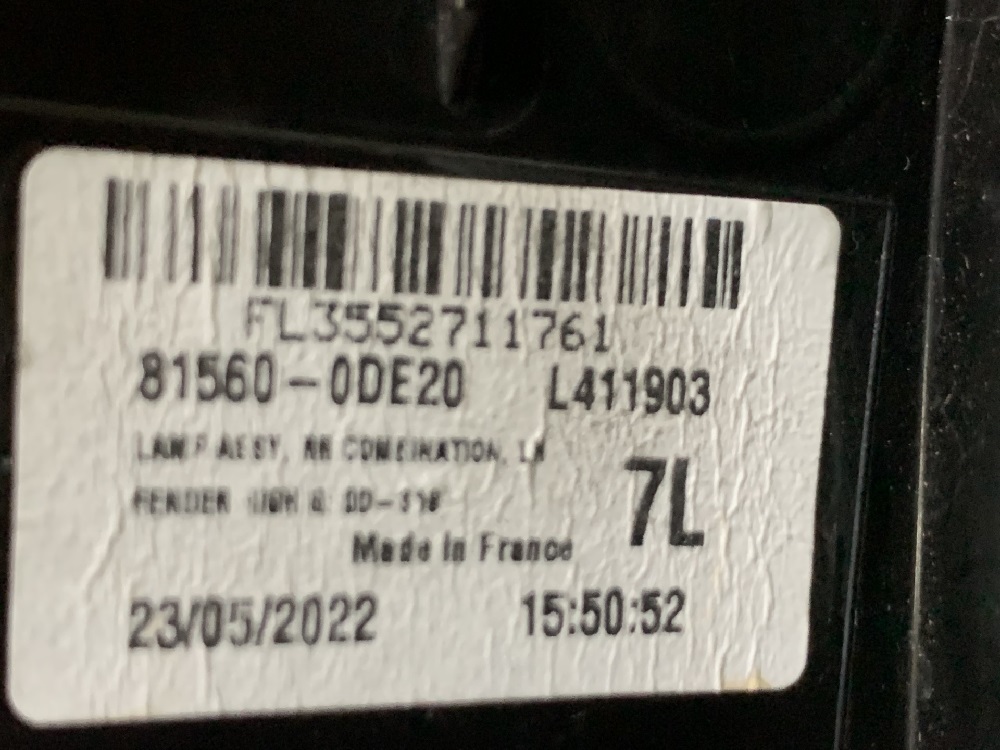 FL3552711761
81560-0DE20 L411903
LAMP ASSY, RR COMBINATION, LH
FENDER
7L
Made In France
23/05/2022 15:50:52